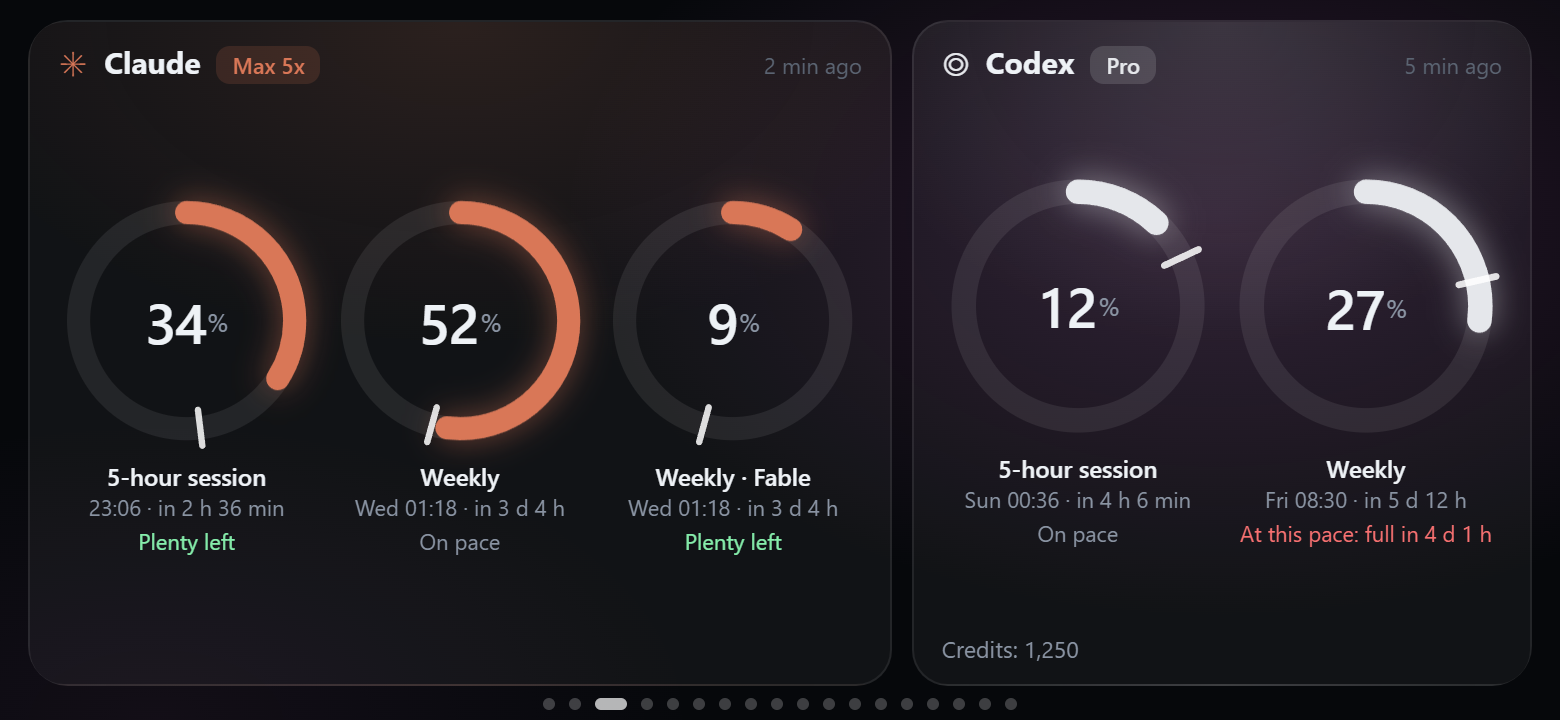 Claude Max 5x 2 min ago
34%
52%
9%
5-hour session
23:06 · in 2 h 36 min
Plenty left
Weekly
Wed 01:18 · in 3 d 4 h
On pace
Weekly · Fable
Wed 01:18 · in 3 d 4 h
Plenty left
Codex Pro 5 min ago
12%
27%
5-hour session
Sun 00:36 · in 4 h 6 min
On pace
Weekly
Fri 08:30 · in 5 d 12 h
At this pace: full in 4 d 1 h
Credits: 1,250